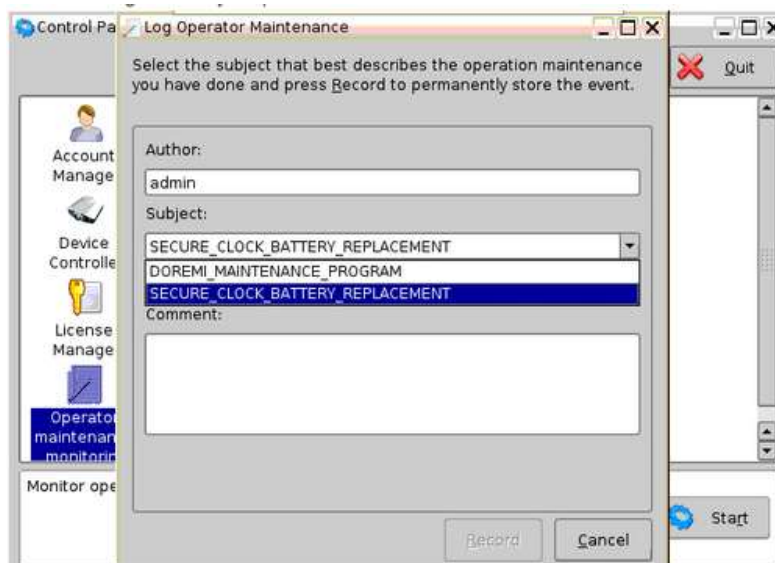 Control Pa
Log Operator Maintenance
Select the subject that best describes the operation maintenance
you have done and press Record to permanently store the event.
Quit
Account
Manage
Device
Controlle
License
Manage
Operator
maintenan
monitorin
Monitor ope
Author:
admin
Subject:
SECURE_CLOCK_BATTERY_REPLACEMENT
DOREMI_MAINTENANCE_PROGRAM
SECURE_CLOCK_BATTERY_REPLACEMENT
Comment:
Record
Cancel
Start